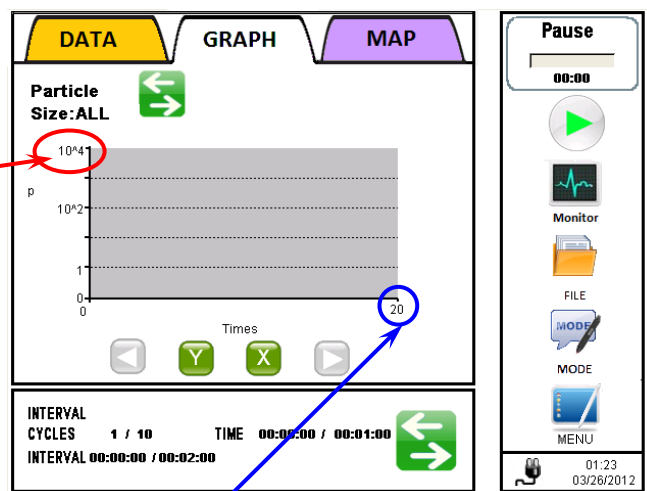 DATA GRAPH MAP
Particle
Size:ALL
10^4
p
10^2
1
0
0 20
Times
Y X
INTERVAL
CYCLES 1 / 10 TIME 00:00:00 / 00:01:00
INTERVAL 00:00:00 / 00:02:00
Pause
00:00
Monitor
FILE
MODE
MODE
MENU
01:23
03/26/2012